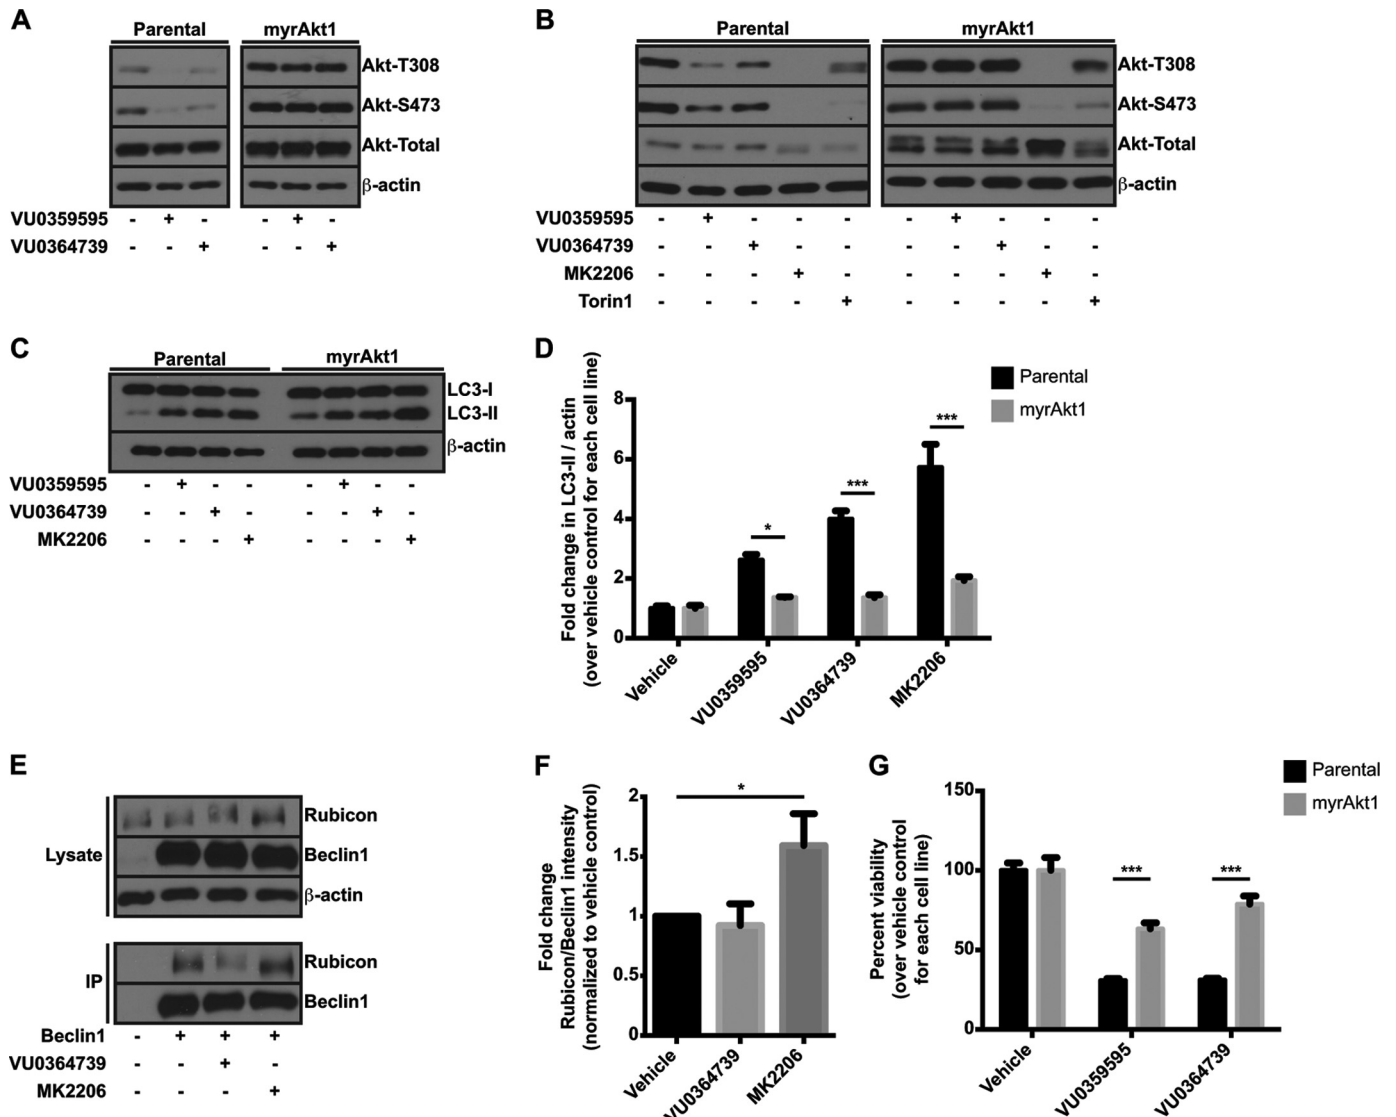 A
Parental myrAkt1
Akt-T308
Akt-S473
Akt-Total
β-actin
VU0359595 - + - - + -
VU0364739 - - + - - +
B
Parental myrAkt1
Akt-T308
Akt-S473
Akt-Total
β-actin
VU0359595 - + - - - - + - - -
VU0364739 - - + - - - - + - -
MK2206 - - - + - - - - + -
Torin1 - - - - + - - - - +
C
Parental myrAkt1
LC3-I
LC3-II
β-actin
VU0359595 - + - - - + - -
VU0364739 - - + - - - + -
MK2206 - - - + - - - +
D
Fold change in LC3-II / actin
(over vehicle control for each cell line)
8
6
4
2
0
* *** ***
Vehicle
VU0359595
VU0364739
MK2206
Parental
myrAkt1
E
Lysate
Rubicon
Beclin1
β-actin
IP
Rubicon
Beclin1
Beclin1 - + + +
VU0364739 - - + -
MK2206 - - - +
F
Fold change
Rubicon/Beclin1 intensity
(normalized to vehicle control)
2
1.5
1
0.5
0
*
Vehicle
VU0364739
MK2206
G
Percent viability
(over vehicle control
for each cell line)
150
100
50
0
*** ***
Vehicle
VU0359595
VU0364739
Parental
myrAkt1